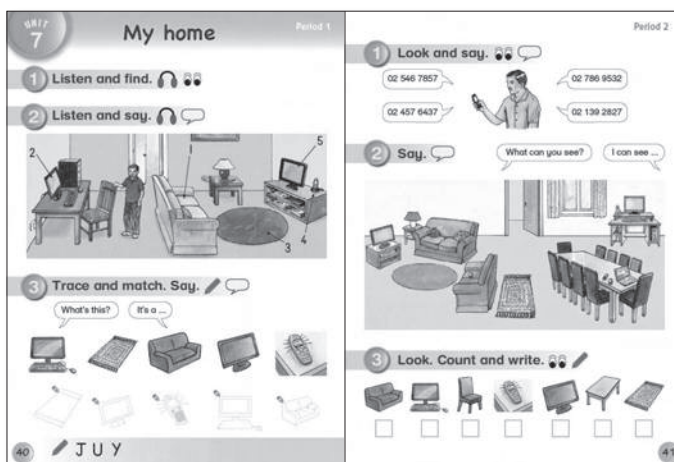 UNIT
7
My home
Period 1
1 Listen and find.
2 Listen and say.
2
1
5
3
4
3 Trace and match. Say.
What's this?
It's a ...
40
J U Y
Period 2
1 Look and say.
02 546 7857
02 786 9532
02 457 6437
02 139 2827
2 Say.
What can you see?
I can see ...
3 Look. Count and write.
41